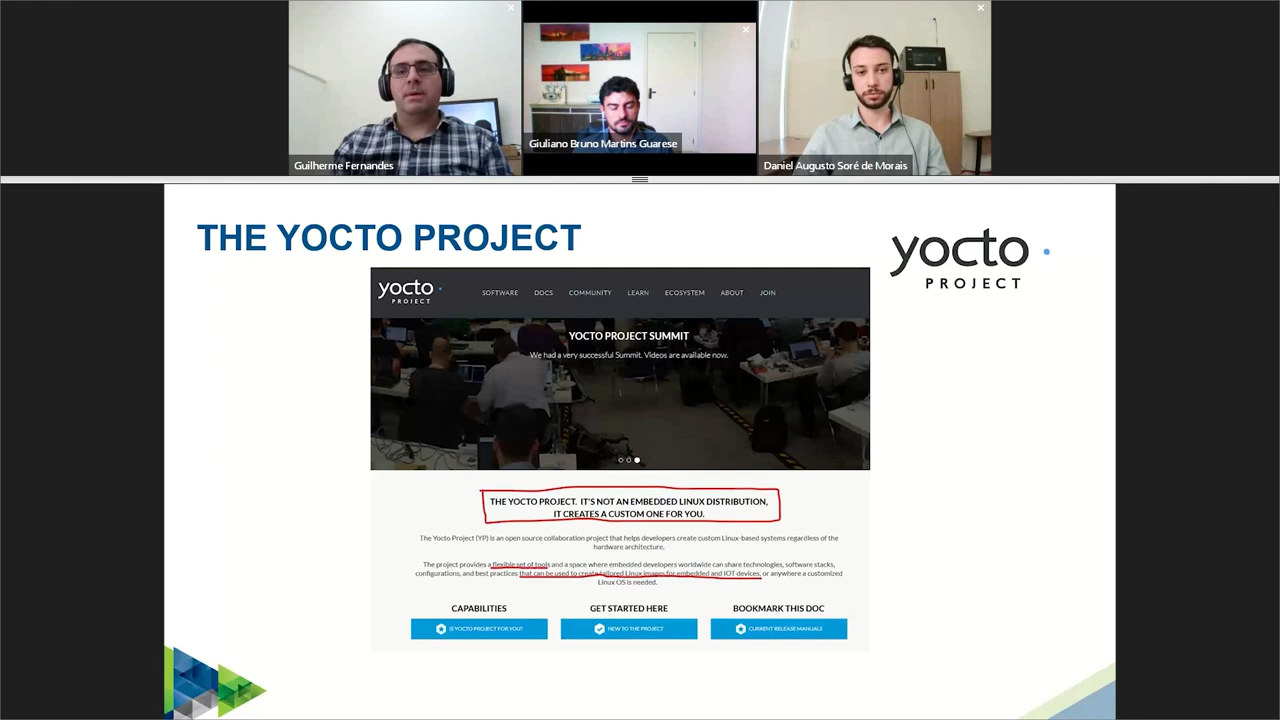 Guilherme Fernandes
Giuliano Bruno Martins Guarese
Daniel Augusto Soré de Morais
THE YOCTO PROJECT
yocto
PROJECT
yocto
PROJECT
SOFTWARE DOCS COMMUNITY LEARN ECOSYSTEM ABOUT JOIN
YOCTO PROJECT SUMMIT
We had a very successful Summit. Videos are available now.
THE YOCTO PROJECT. IT'S NOT AN EMBEDDED LINUX DISTRIBUTION,
IT CREATES A CUSTOM ONE FOR YOU.
The Yocto Project (YP) is an open source collaboration project that helps developers create custom Linux-based systems regardless of the
hardware architecture.
The project provides a flexible set of tools and a space where embedded developers worldwide can share technologies, software stacks,
configurations, and best practices that can be used to create tailored Linux images for embedded and IOT devices, or anywhere a customized
Linux OS is needed.
CAPABILITIES GET STARTED HERE BOOKMARK THIS DOC
IS YOCTO PROJECT FOR YOU? NEW TO THE PROJECT CURRENT RELEASE MANUALS